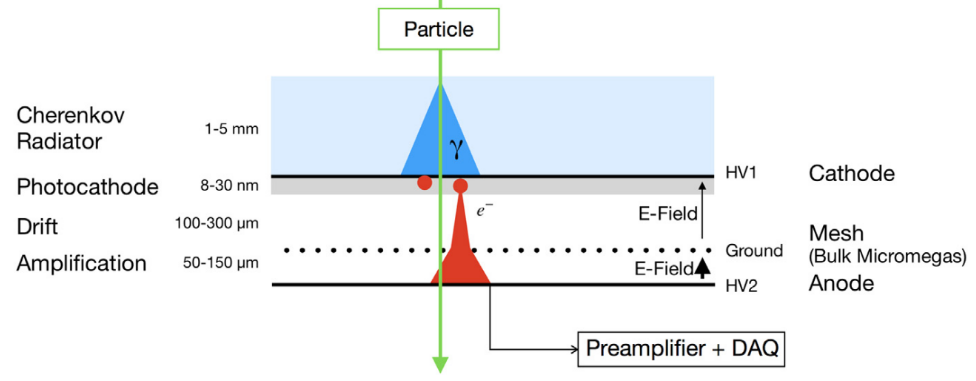 Particle
Cherenkov
Radiator
1-5 mm
γ
HV1
Cathode
Photocathode
8-30 nm
e⁻
E-Field
Drift
100-300 µm
Mesh
Ground
(Bulk Micromegas)
Amplification
50-150 µm
E-Field
HV2
Anode
Preamplifier + DAQ